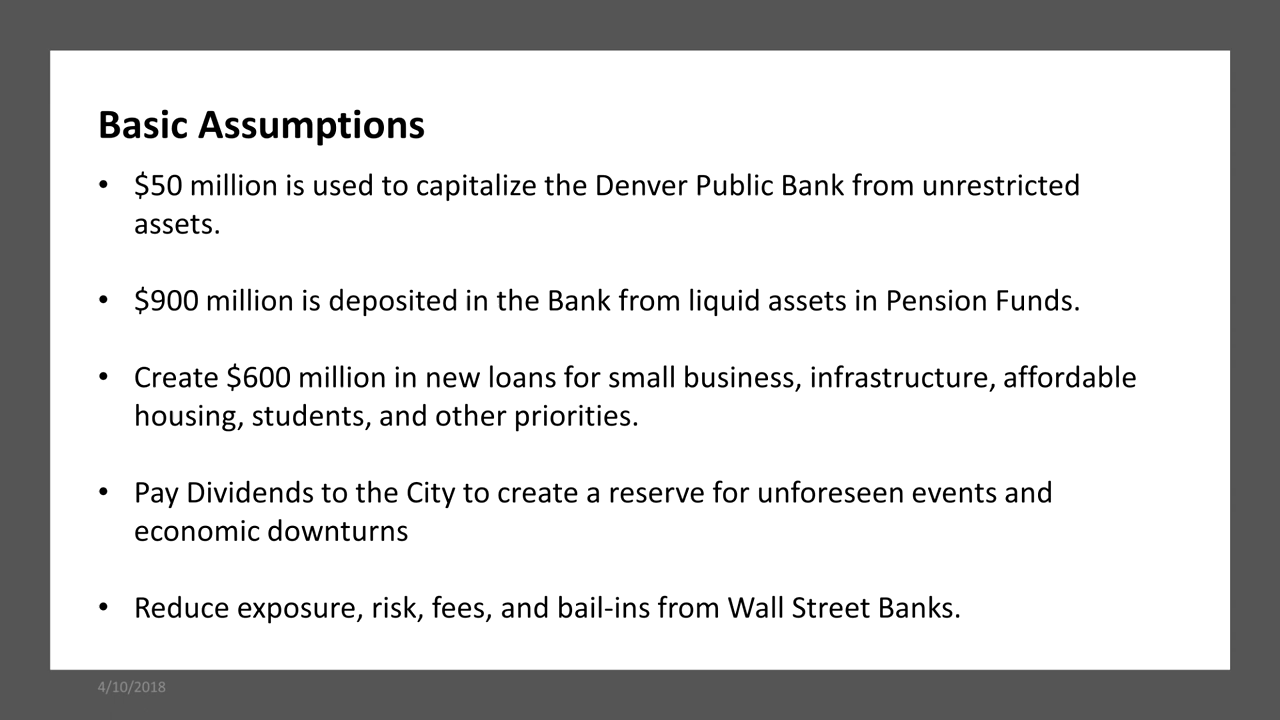 Basic Assumptions
• $50 million is used to capitalize the Denver Public Bank from unrestricted
assets.
• $900 million is deposited in the Bank from liquid assets in Pension Funds.
• Create $600 million in new loans for small business, infrastructure, affordable
housing, students, and other priorities.
• Pay Dividends to the City to create a reserve for unforeseen events and
economic downturns
• Reduce exposure, risk, fees, and bail-ins from Wall Street Banks.
4/10/2018